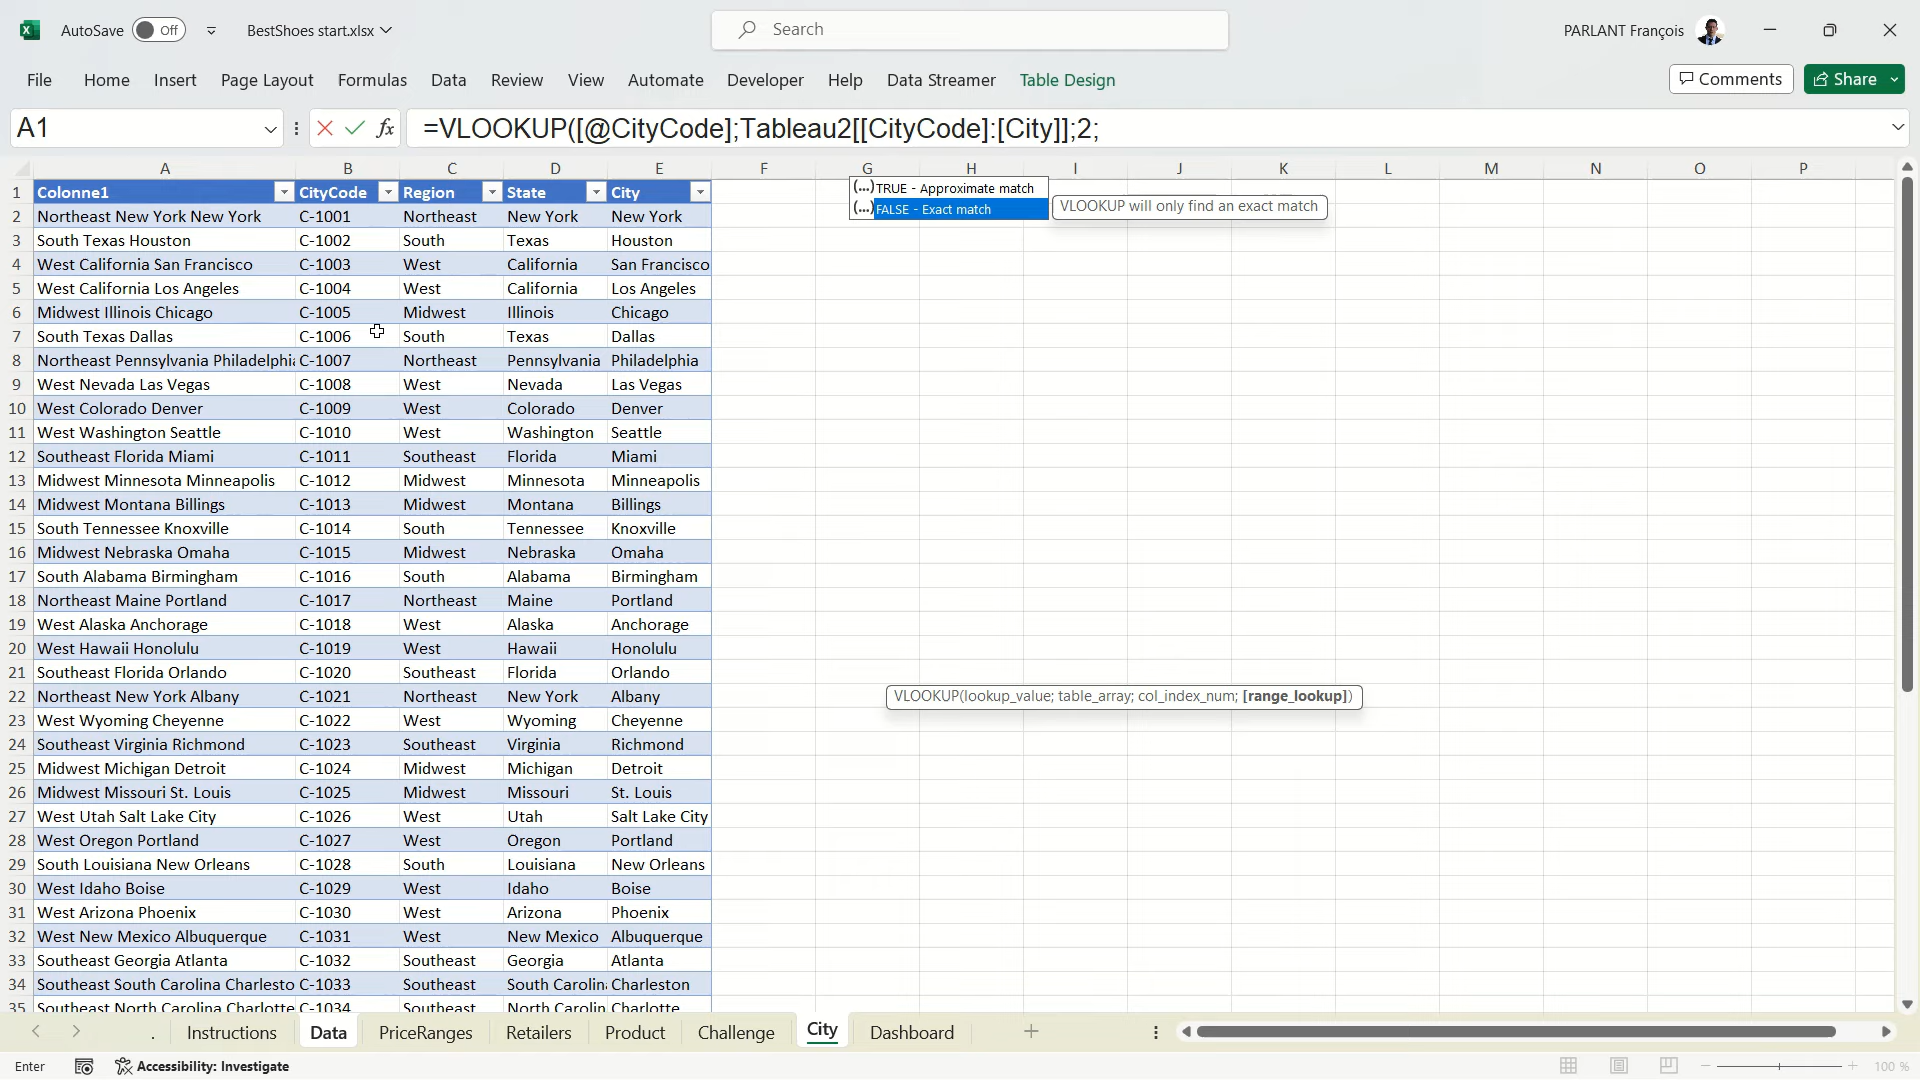 AutoSave Off BestShoes start.xlsx Search PARLANT François
File Home Insert Page Layout Formulas Data Review View Automate Developer Help Data Streamer Table Design Comments Share
A1 fx =VLOOKUP([@CityCode];Tableau2[[CityCode]:[City]];2;
A B C D E F G H I J K L M N O P
1 Colonne1 CityCode Region State City
(...) TRUE - Approximate match
(...) FALSE - Exact match VLOOKUP will only find an exact match
2 Northeast New York New York C-1001 Northeast New York New York
3 South Texas Houston C-1002 South Texas Houston
4 West California San Francisco C-1003 West California San Francisco
5 West California Los Angeles C-1004 West California Los Angeles
6 Midwest Illinois Chicago C-1005 Midwest Illinois Chicago
7 South Texas Dallas C-1006 South Texas Dallas
8 Northeast Pennsylvania Philadelphia C-1007 Northeast Pennsylvania Philadelphia
9 West Nevada Las Vegas C-1008 West Nevada Las Vegas
10 West Colorado Denver C-1009 West Colorado Denver
11 West Washington Seattle C-1010 West Washington Seattle
12 Southeast Florida Miami C-1011 Southeast Florida Miami
13 Midwest Minnesota Minneapolis C-1012 Midwest Minnesota Minneapolis
14 Midwest Montana Billings C-1013 Midwest Montana Billings
15 South Tennessee Knoxville C-1014 South Tennessee Knoxville
16 Midwest Nebraska Omaha C-1015 Midwest Nebraska Omaha
17 South Alabama Birmingham C-1016 South Alabama Birmingham
18 Northeast Maine Portland C-1017 Northeast Maine Portland
19 West Alaska Anchorage C-1018 West Alaska Anchorage
20 West Hawaii Honolulu C-1019 West Hawaii Honolulu
21 Southeast Florida Orlando C-1020 Southeast Florida Orlando
22 Northeast New York Albany C-1021 Northeast New York Albany VLOOKUP(lookup_value; table_array; col_index_num; [range_lookup])
23 West Wyoming Cheyenne C-1022 West Wyoming Cheyenne
24 Southeast Virginia Richmond C-1023 Southeast Virginia Richmond
25 Midwest Michigan Detroit C-1024 Midwest Michigan Detroit
26 Midwest Missouri St. Louis C-1025 Midwest Missouri St. Louis
27 West Utah Salt Lake City C-1026 West Utah Salt Lake City
28 West Oregon Portland C-1027 West Oregon Portland
29 South Louisiana New Orleans C-1028 South Louisiana New Orleans
30 West Idaho Boise C-1029 West Idaho Boise
31 West Arizona Phoenix C-1030 West Arizona Phoenix
32 West New Mexico Albuquerque C-1031 West New Mexico Albuquerque
33 Southeast Georgia Atlanta C-1032 Southeast Georgia Atlanta
34 Southeast South Carolina Charlesto C-1033 Southeast South Carolin Charleston
35 Southeast North Carolina Charlotte C-1034 Southeast North Carolin Charlotte
. Instructions Data PriceRanges Retailers Product Challenge City Dashboard
Enter Accessibility: Investigate 100 %